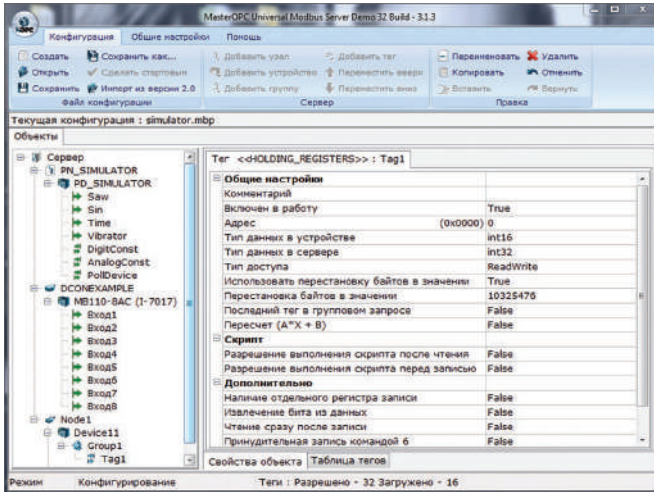 MasterOPC Universal Modbus Server Demo 32 Build - 3.1.3
Конфигурация Общие настройки Помощь
Создать Сохранить как... Добавить узел Добавить тег Переименовать Удалить
Открыть Сделать стартовым Добавить устройство Переместить вверх Копировать Отменить
Сохранить Импорт из версии 2.0 Добавить группу Переместить вниз Вставить Вернуть
Файл конфигурации Сервер Правка
Текущая конфигурация : simulator.mbp
Объекты
Сервер
PN_SIMULATOR
PD_SIMULATOR
Saw
Sin
Time
Vibrator
DigitConst
AnalogConst
PollDevice
DCONEXAMPLE
MB110-8AC (I-7017)
Вход1
Вход2
Вход3
Вход4
Вход5
Вход6
Вход7
Вход8
Node1
Device11
Group1
Tag1
Тег <<HOLDING_REGISTERS>> : Tag1
Общие настройки
Комментарий
Включен в работу True
Адрес (0x0000) 0
Тип данных в устройстве int16
Тип данных в сервере int32
Тип доступа ReadWrite
Использовать перестановку байтов в значении True
Перестановка байтов в значении 10325476
Последний тег в групповом запросе False
Пересчет (A*X + B) False
Скрипт
Разрешение выполнения скрипта после чтения False
Разрешение выполнения скрипта перед записью False
Дополнительно
Наличие отдельного регистра записи False
Извлечение бита из данных False
Чтение сразу после записи False
Принудительная запись командой 6 False
Свойства объекта Таблица тегов
Режим Конфигурирование Теги : Разрешено - 32 Загружено - 16